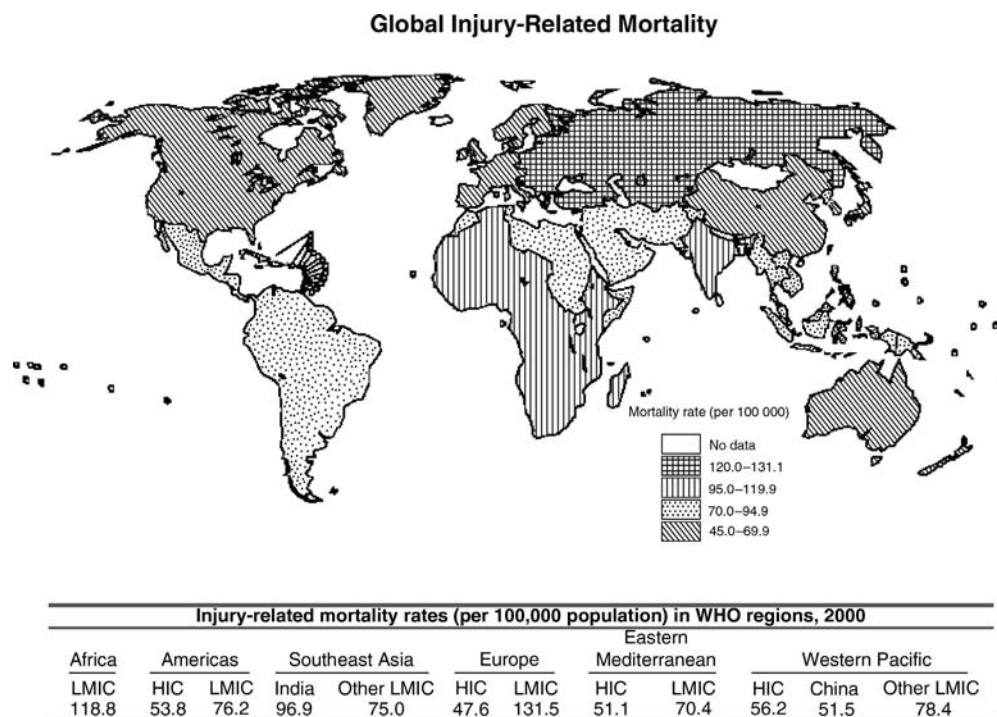 Global Injury-Related Mortality
Mortality rate (per 100 000)
No data
120.0–131.1
95.0–119.9
70.0–94.9
45.0–69.9
Injury-related mortality rates (per 100,000 population) in WHO regions, 2000
Africa Americas Southeast Asia Europe Eastern Mediterranean Western Pacific
LMIC HIC LMIC India Other LMIC HIC LMIC HIC LMIC HIC China Other LMIC
118.8 53.8 76.2 96.9 75.0 47.6 131.5 51.1 70.4 56.2 51.5 78.4